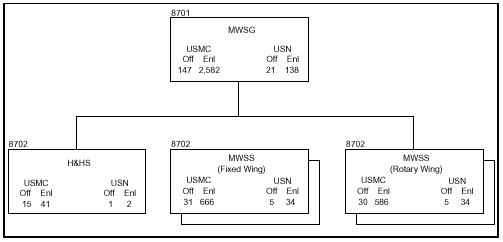 8701
MWSG
USMC USN
Off Enl Off Enl
147 2,582 21 138
8702
H&HS
USMC USN
Off Enl Off Enl
15 41 1 2
8702
MWSS
(Fixed Wing)
USMC USN
Off Enl Off Enl
31 666 5 34
8702
MWSS
(Rotary Wing)
USMC USN
Off Enl Off Enl
30 586 5 34